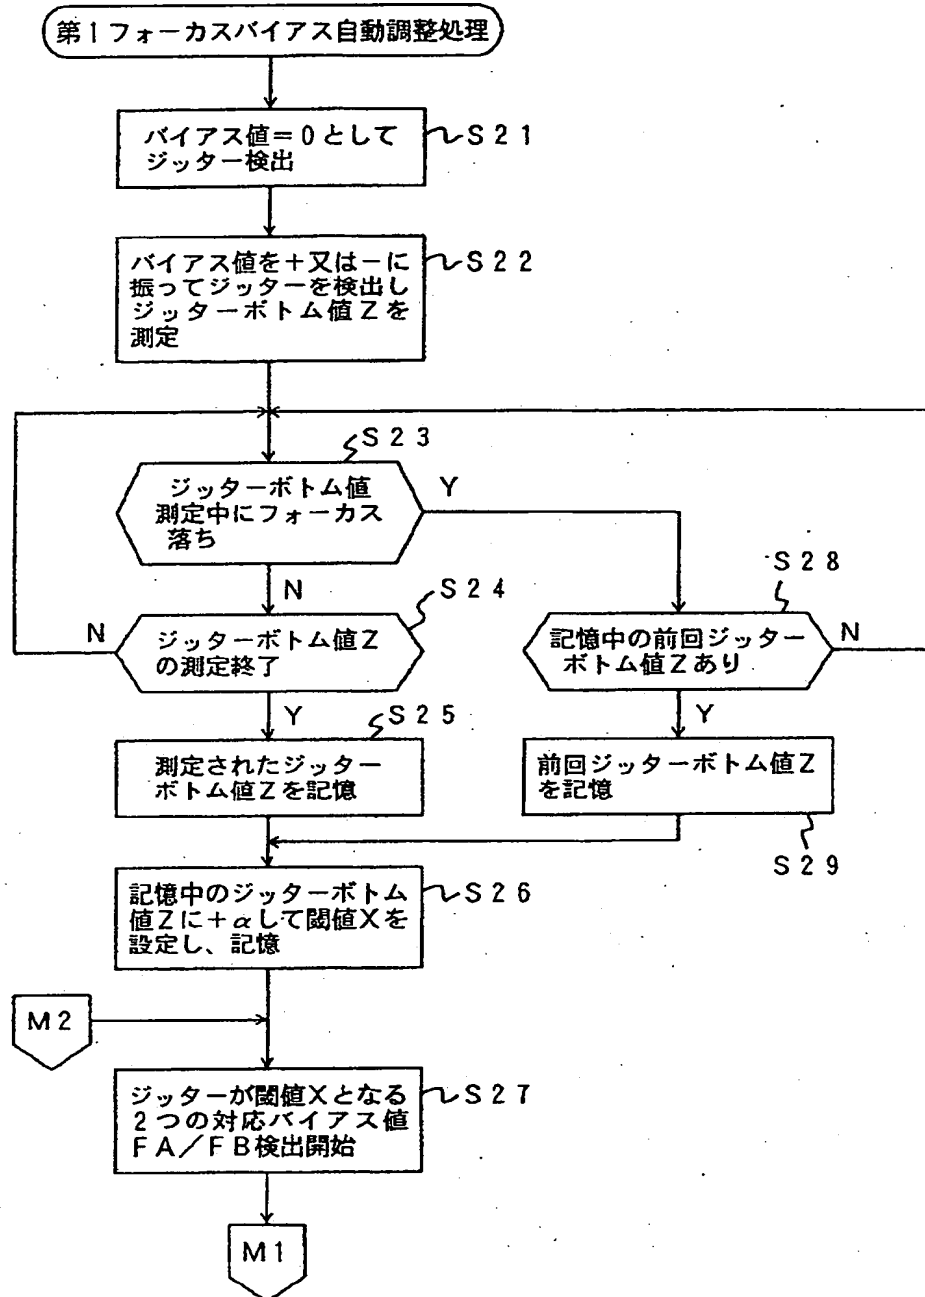 第1フォーカスバイアス自動調整処理
バイアス値＝0として
ジッター検出
S21
バイアス値を＋又は－に
振ってジッターを検出し
ジッターボトム値Zを
測定
S22
S23
ジッターボトム値
測定中にフォーカス
落ち
Y
N
S24
ジッターボトム値Z
の測定終了
N
Y
S28
記憶中の前回ジッター
ボトム値Zあり
N
Y
S25
測定されたジッター
ボトム値Zを記憶
前回ジッターボトム値Z
を記憶
S29
記憶中のジッターボトム
値Zに＋αして閾値Xを
設定し、記憶
S26
M2
ジッターが閾値Xとなる
2つの対応バイアス値
FA／FB検出開始
S27
M1